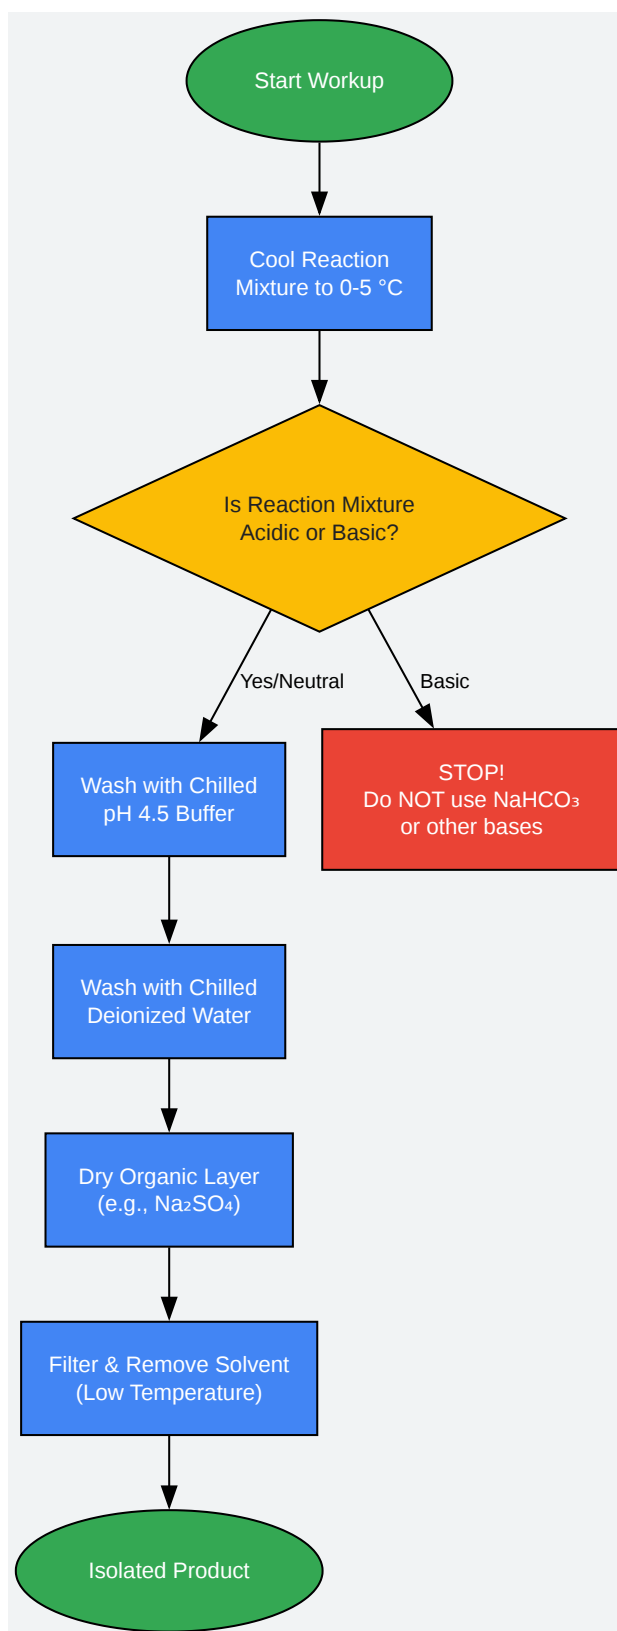 Start Workup
Cool Reaction
Mixture to 0-5 °C
Is Reaction Mixture
Acidic or Basic?
Yes/Neutral
Basic
Wash with Chilled
pH 4.5 Buffer
STOP!
Do NOT use NaHCO₃
or other bases
Wash with Chilled
Deionized Water
Dry Organic Layer
(e.g., Na₂SO₄)
Filter & Remove Solvent
(Low Temperature)
Isolated Product